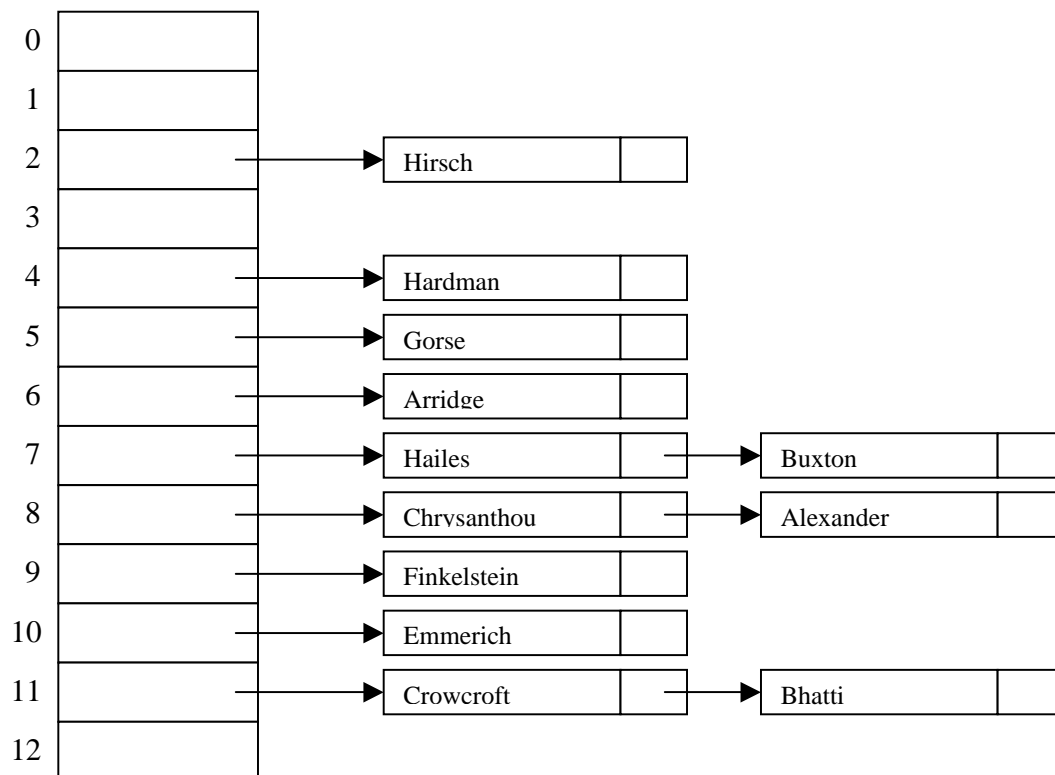 0
1
2 Hirsch
3
4 Hardman
5 Gorse
6 Arridge
7 Hailes Buxton
8 Chrysanthou Alexander
9 Finkelstein
10 Emmerich
11 Crowcroft Bhatti
12